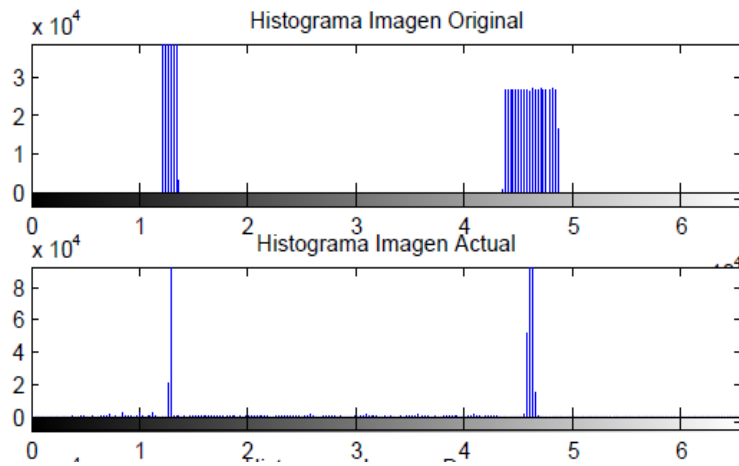 x 10⁴
Histograma Imagen Original
3
2
1
0
0 1 2 3 4 5 6
x 10⁴
Histograma Imagen Actual
8
6
4
2
0
0 1 2 3 4 5 6